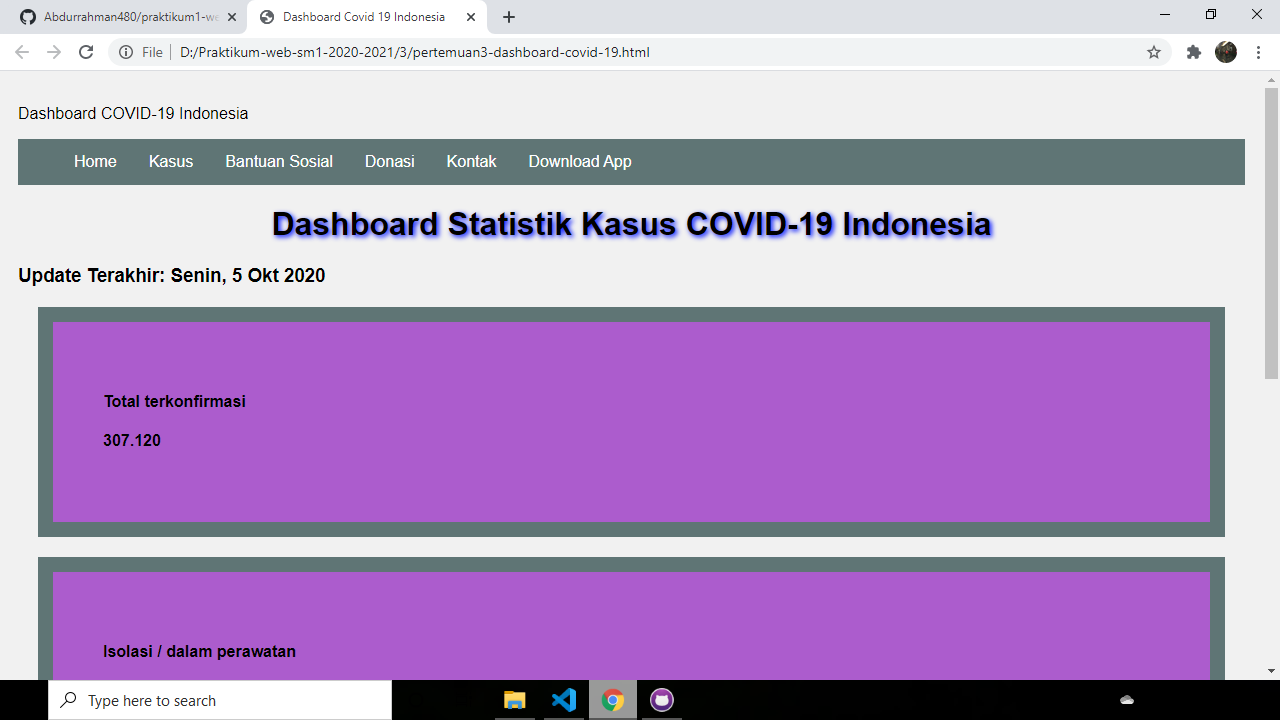 Abdurrahman480/praktikum1-we
Dashboard Covid 19 Indonesia
File
D:/Praktikum-web-sm1-2020-2021/3/pertemuan3-dashboard-covid-19.html
Dashboard COVID-19 Indonesia
Home Kasus Bantuan Sosial Donasi Kontak Download App
Dashboard Statistik Kasus COVID-19 Indonesia
Update Terakhir: Senin, 5 Okt 2020
Total terkonfirmasi
307.120
Isolasi / dalam perawatan
Type here to search